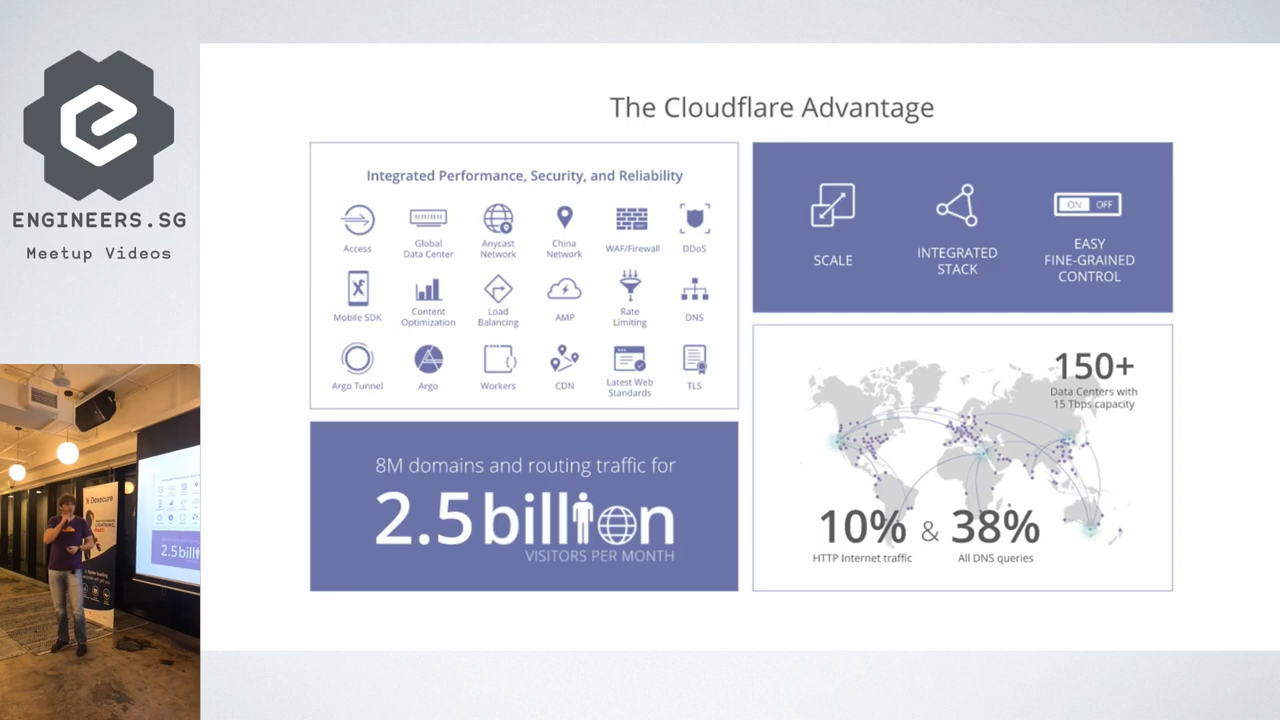 ENGINEERS.SG
Meetup Videos
The Cloudflare Advantage
Integrated Performance, Security, and Reliability
Access
Global
Data Center
Anycast
Network
China
Network
WAF/Firewall
DDoS
Mobile SDK
Content
Optimization
Load
Balancing
AMP
Rate
Limiting
DNS
Argo Tunnel
Argo
Workers
CDN
Latest Web
Standards
TLS
SCALE
INTEGRATED
STACK
ON OFF
EASY
FINE-GRAINED
CONTROL
8M domains and routing traffic for
2.5 billion
VISITORS PER MONTH
150+
Data Centers with
15 Tbps capacity
10% & 38%
HTTP Internet traffic
All DNS queries
Dexecure
2.5 bill